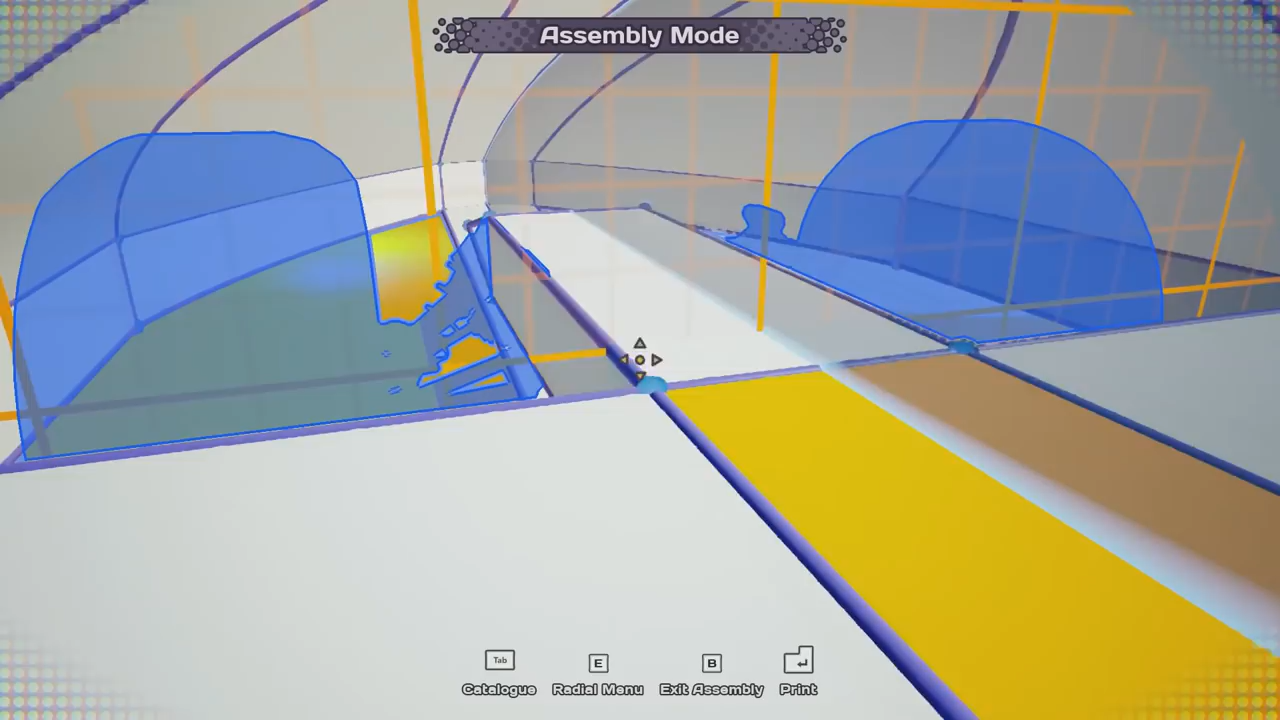 Assembly Mode
Tab
E
B
Catalogue
Radial Menu
Exit Assembly
Print